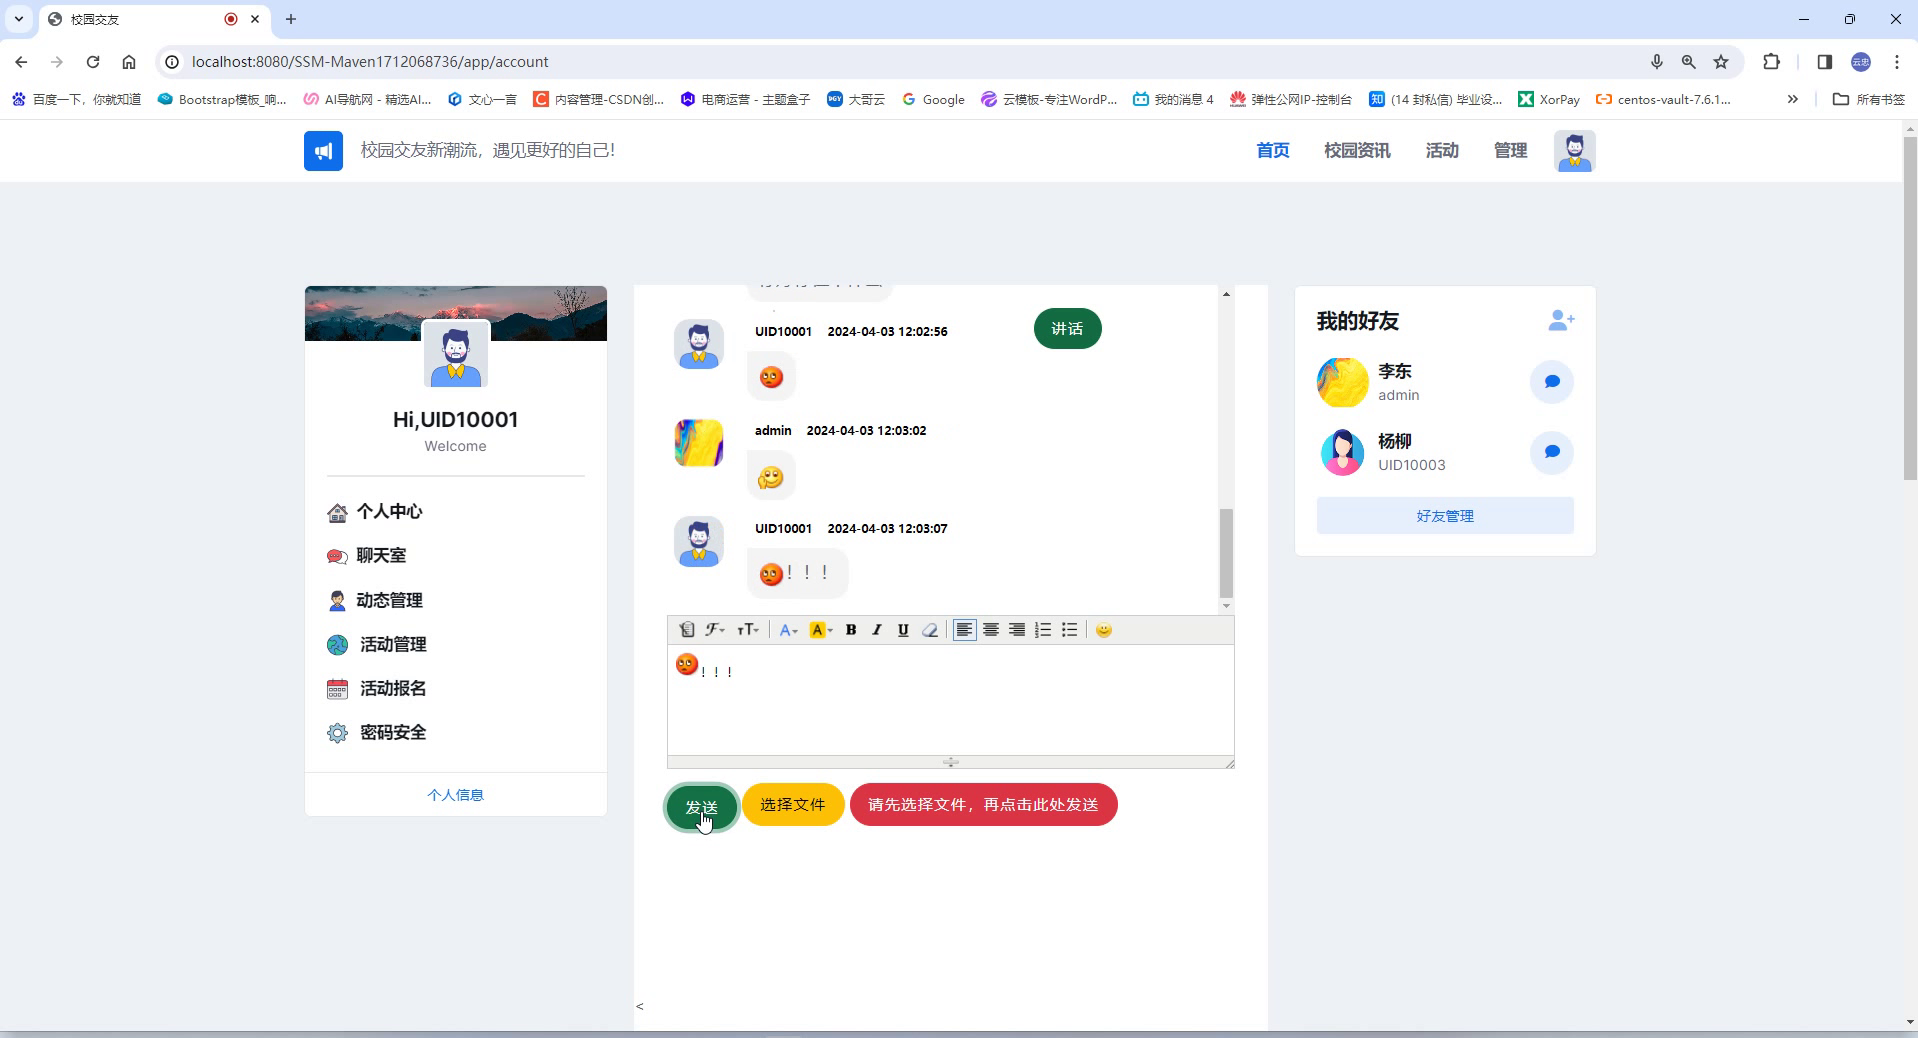 校园交友
localhost:8080/SSM-Maven1712068736/app/account
云忠
百度一下，你就知道
Bootstrap模板_响...
AI导航网 - 精选AI...
文心一言
内容管理-CSDN创...
电商运营 - 主题盒子
大哥云
Google
云模板-专注WordP...
我的消息 4
弹性公网IP-控制台
(14 封私信) 毕业设...
XorPay
centos-vault-7.6.1...
所有书签
校园交友新潮流，遇见更好的自己！
首页
校园资讯
活动
管理
Hi,UID10001
Welcome
个人中心
聊天室
动态管理
活动管理
活动报名
密码安全
个人信息
UID10001 2024-04-03 12:02:56
讲话
admin 2024-04-03 12:03:02
UID10001 2024-04-03 12:03:07
！！！
！！！
发送
选择文件
请先选择文件，再点击此处发送
<
我的好友
李东
admin
杨柳
UID10003
好友管理